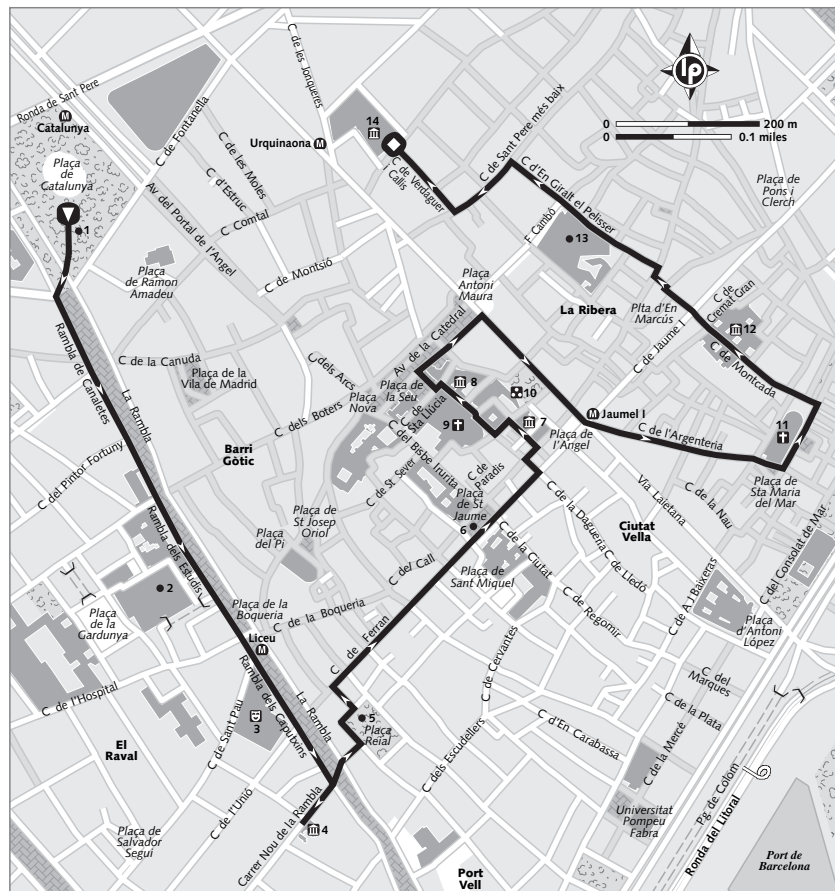 lp
0 200 m
0 0.1 miles
Ronda de Sant Pere
M
Catalunya
Plaça
de
Catalunya
1
C de Fontanella
C de les Jonqueres
Urquinaona M
14
C de Verdaguer
i Callís
C de Sant Pere més baix
C d'En Giralt el Pelisser
Plaça de
Pons i
Clerch
C de les Moles
C d'Estruc
C Comtal
Av del Portal de l'Angel
C de Montsió
Plaça
de Ramon
Amadeu
F. Cambó
13
Plaça
Antoni
Maura
La Ribera
Plta d'En
Marcús
C de
Cremat Gran
12
C de Jaume I
C de Montcada
Rambla de Canaletes
La Rambla
C de la Canuda
Plaça de la
Vila de Madrid
C dels Arcs
Av. de la Catedral
Plaça de
la Seu
Plaça
Nova
C de
Sta Llúcia
8
10
9
7
M Jaumel I
C de l'Argenteria
11
Plaça de
Sta Maria
del Mar
C dels Boters
Barri
Gòtic
C del Bisbe Irurita
C de St. Sever
C de
Paradis
Plaça de
l'Angel
C del Pintor Fortuny
Rambla dels Estudis
Plaça de
St Josep
Oriol
Plaça
del Pi
Plaça
de St
Jaume
6
C de la Dagueria
C de Lledó
Via Laietana
C de la Nau
Ciutat
Vella
C del Consolat de Mar
C de la Ciutat
Plaça de
Sant Miquel
C del Call
2
Plaça
de la
Gardunya
Plaça de la
Boqueria
C de la Boqueria
Liceu
M
C de Ferran
C de Regomir
C de A J Baixeras
Plaça
d'Antoni
López
C de Cervantes
C de l'Hospital
C de Sant Pau
3
Rambla dels Caputxins
La Rambla
5
Plaça
Reial
C dels Escudellers
C d'En Carabassa
C del
Marques
C de la Plata
C de la Mercé
El
Raval
C de l'Unió
Carrer Nou de la Rambla
4
Plaça de
Salvador
Seguí
Universitat
Pompeu
Fabra
Pg. de Colom
Ronda del Litoral
Port
Vell
Port de
Barcelona